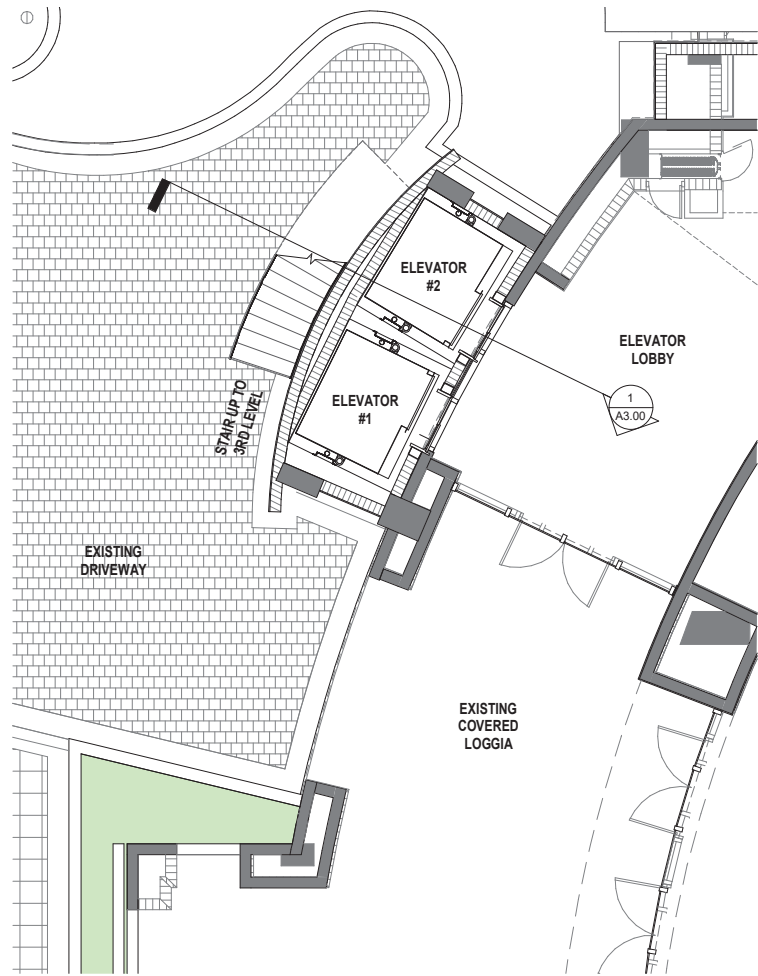 ELEVATOR
#2
ELEVATOR
LOBBY
1
A3.00
ELEVATOR
#1
STAIR UP TO
3RD LEVEL
EXISTING
DRIVEWAY
EXISTING
COVERED
LOGGIA